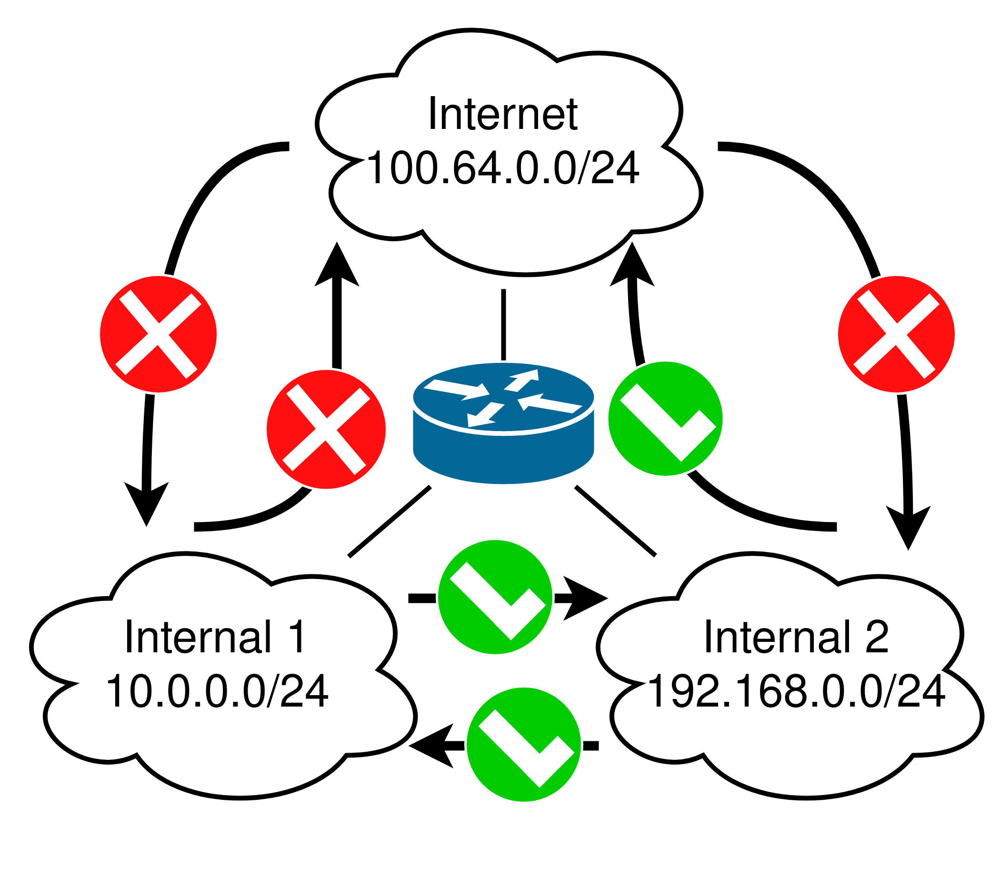 Internet
100.64.0.0/24
Internal 1
10.0.0.0/24
Internal 2
192.168.0.0/24